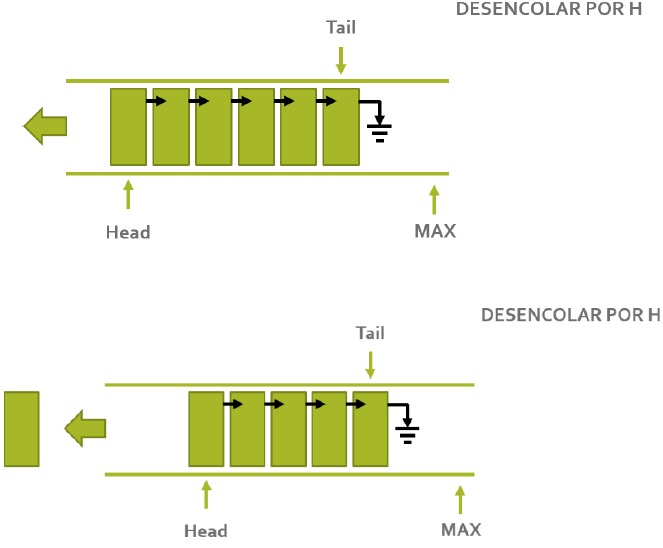 DESENCOLAR POR H
Tail
Head
MAX
DESENCOLAR POR H
Tail
Head
MAX